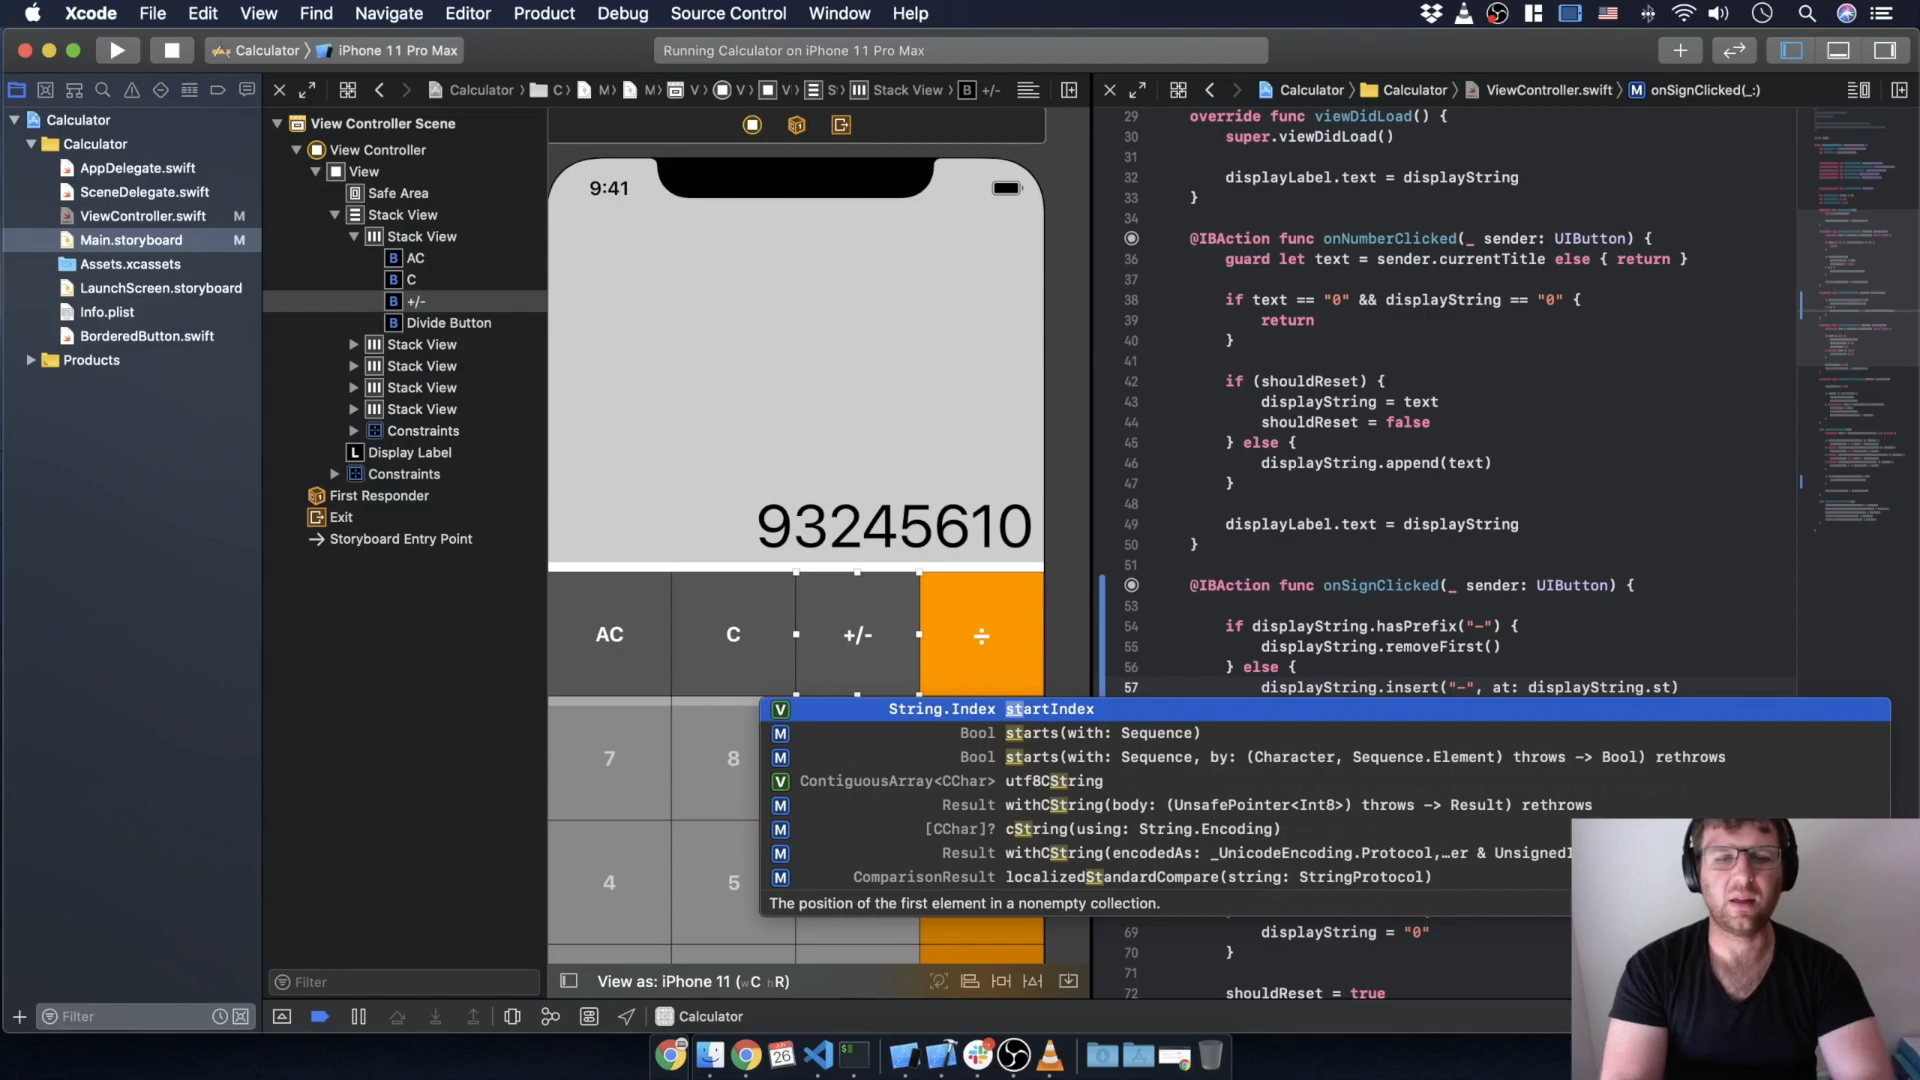 Xcode File Edit View Find Navigate Editor Product Debug Source Control Window Help
Calculator iPhone 11 Pro Max
Running Calculator on iPhone 11 Pro Max
Calculator
Calculator
AppDelegate.swift
SceneDelegate.swift
ViewController.swift M
Main.storyboard M
Assets.xcassets
LaunchScreen.storyboard
Info.plist
BorderedButton.swift
Products
Filter
Calculator C M M V V V S Stack View B +/-
View Controller Scene
View Controller
View
Safe Area
Stack View
Stack View
B AC
B C
B +/-
B Divide Button
Stack View
Stack View
Stack View
Stack View
Constraints
L Display Label
Constraints
First Responder
Exit
Storyboard Entry Point
Filter
9:41
93245610
AC C +/- ÷
7 8
4 5
View as: iPhone 11 (wC hR)
Calculator
Calculator Calculator ViewController.swift M onSignClicked(_:)
29 override func viewDidLoad() {
30 super.viewDidLoad()
31
32 displayLabel.text = displayString
33 }
34
@IBAction func onNumberClicked(_ sender: UIButton) {
36 guard let text = sender.currentTitle else { return }
37
38 if text == "0" && displayString == "0" {
39 return
40 }
41
42 if (shouldReset) {
43 displayString = text
44 shouldReset = false
45 } else {
46 displayString.append(text)
47 }
48
49 displayLabel.text = displayString
50 }
51
@IBAction func onSignClicked(_ sender: UIButton) {
53
54 if displayString.hasPrefix("-") {
55 displayString.removeFirst()
56 } else {
57 displayString.insert("-", at: displayString.st)
V String.Index startIndex
M Bool starts(with: Sequence)
M Bool starts(with: Sequence, by: (Character, Sequence.Element) throws -> Bool) rethrows
V ContiguousArray<CChar> utf8CString
M Result withCString(body: (UnsafePointer<Int8>) throws -> Result) rethrows
M [CChar]? cString(using: String.Encoding)
M Result withCString(encodedAs: _UnicodeEncoding.Protocol,…er & UnsignedI
M ComparisonResult localizedStandardCompare(string: StringProtocol)
The position of the first element in a nonempty collection.
69 displayString = "0"
70 }
71
72 shouldReset = true
26